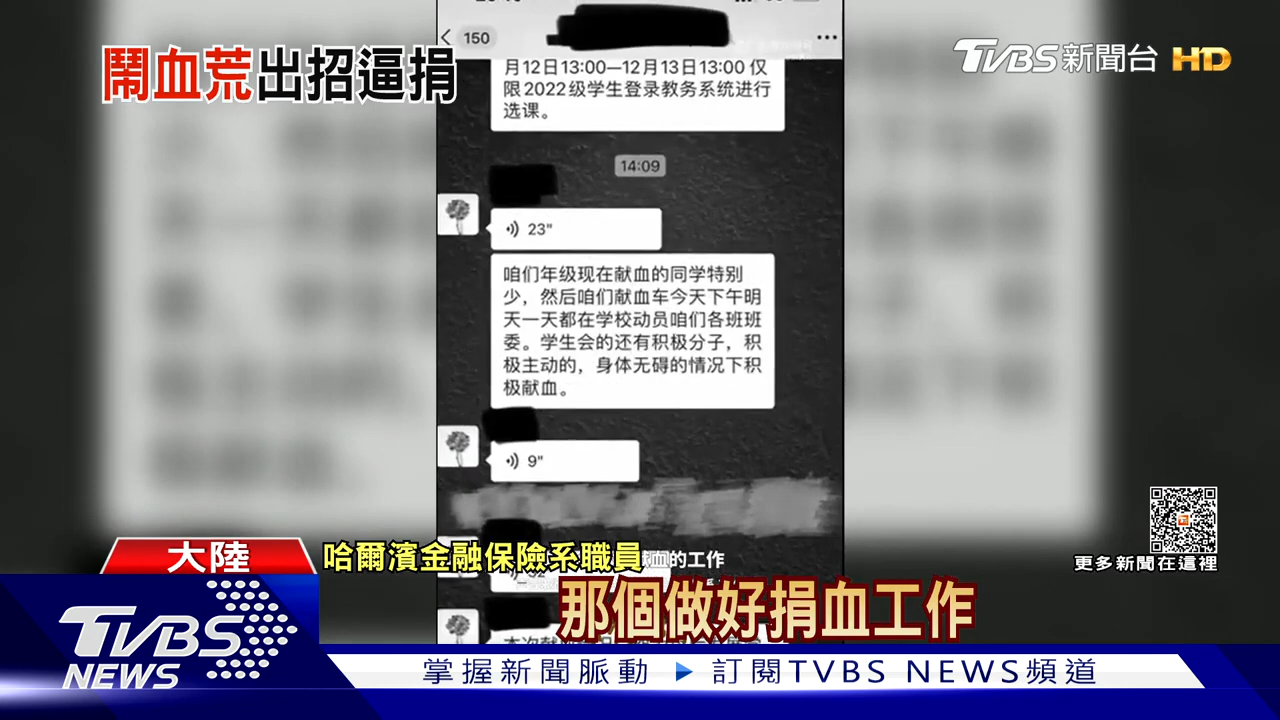 鬧血荒出招逼捐
TVBS新聞台 HD
150
月12日13:00—12月13日13:00 仅
限2022级学生登录教务系统进行
选课。
14:09
23"
咱们年级现在献血的同学特别
少，然后咱们献血车今天下午明
天一天都在学校动员咱们各班班
委。学生会的还有积极分子，积
极主动的，身体无碍的情况下积
极献血。
9"
更多新聞在這裡
大陸
哈爾濱金融保險系職員
的工作
那個做好捐血工作
TVBS
NEWS
掌握新聞脈動 訂閱TVBS NEWS頻道